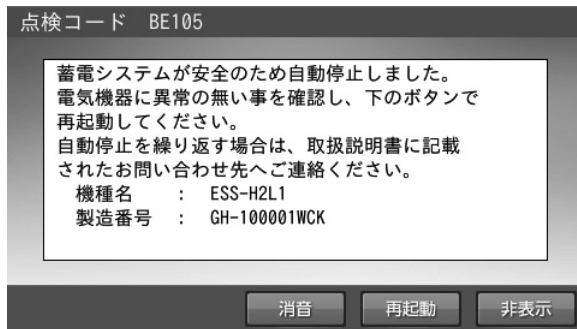 点検コード BE105
蓄電システムが安全のため自動停止しました。
電気機器に異常の無い事を確認し、下のボタンで
再起動してください。
自動停止を繰り返す場合は、取扱説明書に記載
されたお問い合わせ先へご連絡ください。
機種名 : ESS-H2L1
製造番号 : GH-100001WCK
消音 再起動 非表示